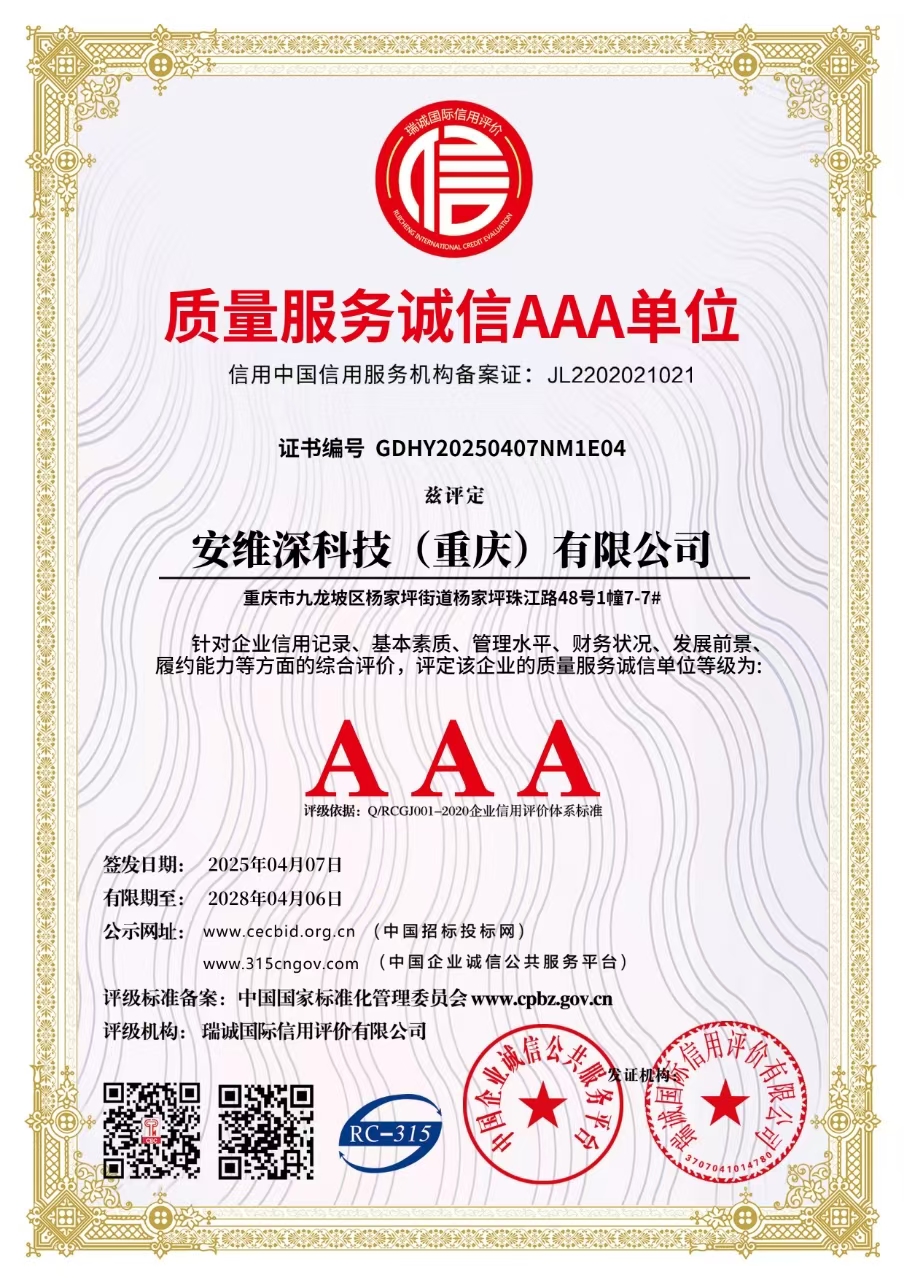 瑞诚国际信用评价
信
RUICHENG INTERNATIONAL CREDIT EVALUATION
质量服务诚信AAA单位
信用中国信用服务机构备案证：JL2202021021
证书编号 GDHY20250407NM1E04
兹评定
安维深科技（重庆）有限公司
重庆市九龙坡区杨家坪街道杨家坪珠江路48号1幢7-7#
针对企业信用记录、基本素质、管理水平、财务状况、发展前景、
履约能力等方面的综合评价，评定该企业的质量服务诚信单位等级为:
A A A
评级依据：Q/RCGJ001-2020企业信用评价体系标准
签发日期： 2025年04月07日
有限期至： 2028年04月06日
公示网址： www.cecbid.org.cn （中国招标投标网）
www.315cngov.com （中国企业诚信公共服务平台）
评级标准备案：中国国家标准化管理委员会 www.cpbz.gov.cn
评级机构： 瑞诚国际信用评价有限公司
发证机构：
RC-315
中国企业诚信公共服务平台
瑞诚国际信用评价有限公司
3707041014780